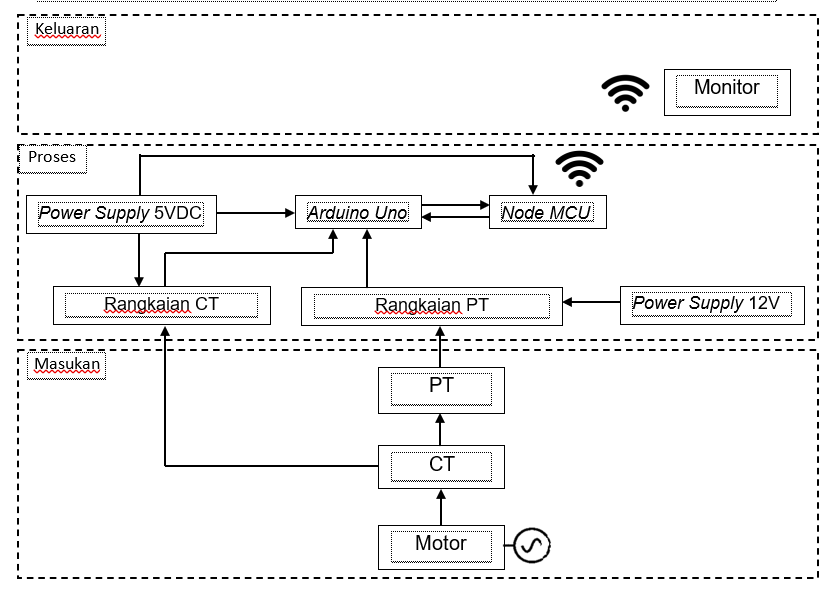 Keluaran
Monitor
Proses
Power Supply 5VDC
Arduino Uno
Node MCU
Rangkaian CT
Rangkaian PT
Power Supply 12V
Masukan
PT
CT
Motor